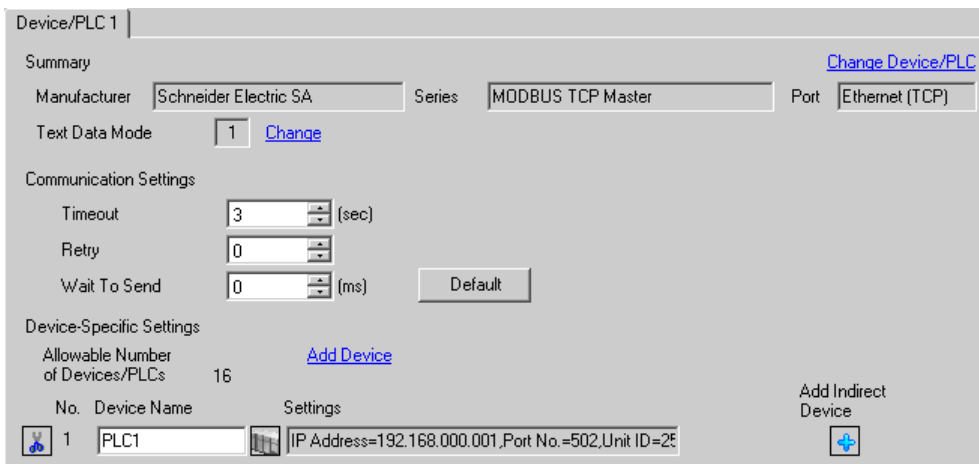 Device/PLC 1
Summary Change Device/PLC
Manufacturer Schneider Electric SA Series MODBUS TCP Master Port Ethernet (TCP)
Text Data Mode 1 Change
Communication Settings
Timeout 3 (sec)
Retry 0
Wait To Send 0 (ms) Default
Device-Specific Settings
Allowable Number of Devices/PLCs 16 Add Device
Add Indirect Device
No. Device Name Settings
1 PLC1 IP Address=192.168.000.001,Port No.=502,Unit ID=25